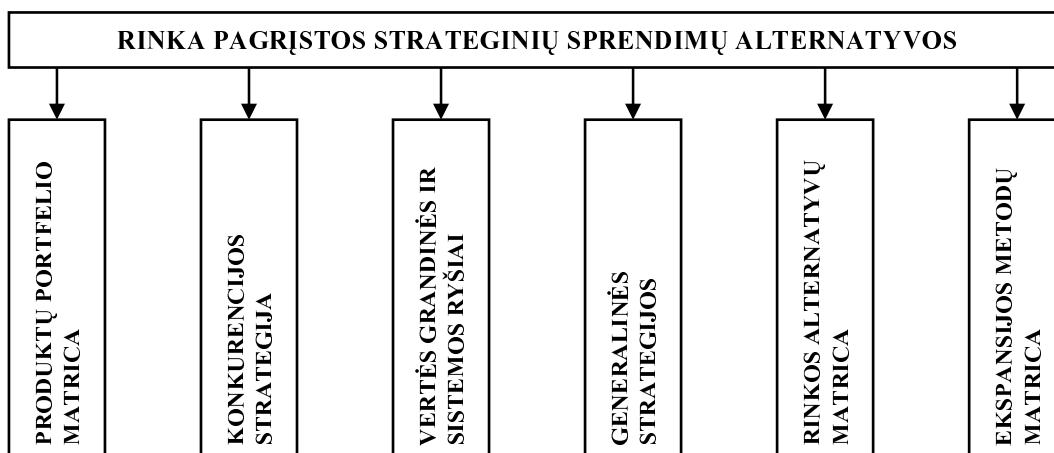 RINKA PAGRĮSTOS STRATEGINIŲ SPRENDIMŲ ALTERNATYVOS
PRODUKTŲ PORTFELIO
MATRICA
KONKURENCIJOS
STRATEGIJA
VERTĖS GRANDINĖS IR
SISTEMOS RYŠIAI
GENERALINĖS
STRATEGIJOS
RINKOS ALTERNATYVŲ
MATRICA
EKSPANSIJOS METODŲ
MATRICA